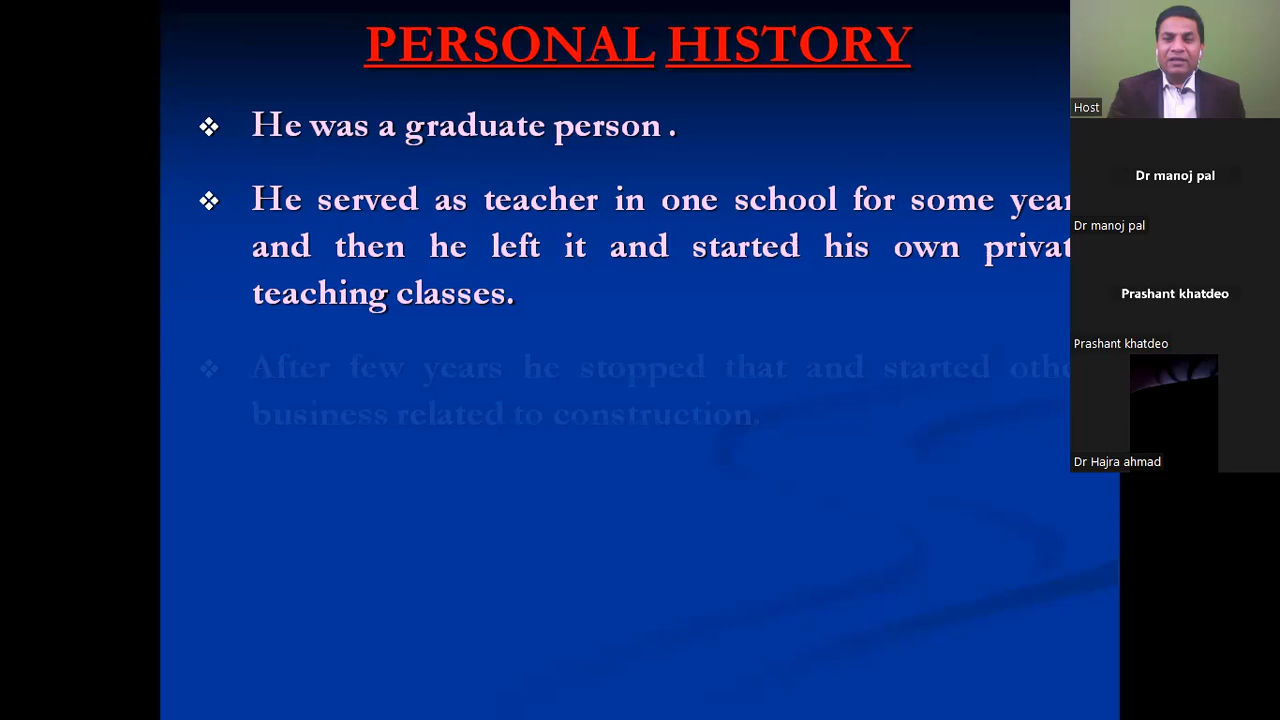 PERSONAL HISTORY
He was a graduate person .
He served as teacher in one school for some year
and then he left it and started his own privat
teaching classes.
After few years he stopped that and started othe
business related to construction.
Host
Dr manoj pal
Dr manoj pal
Prashant khatdeo
Prashant khatdeo
Dr Hajra ahmad